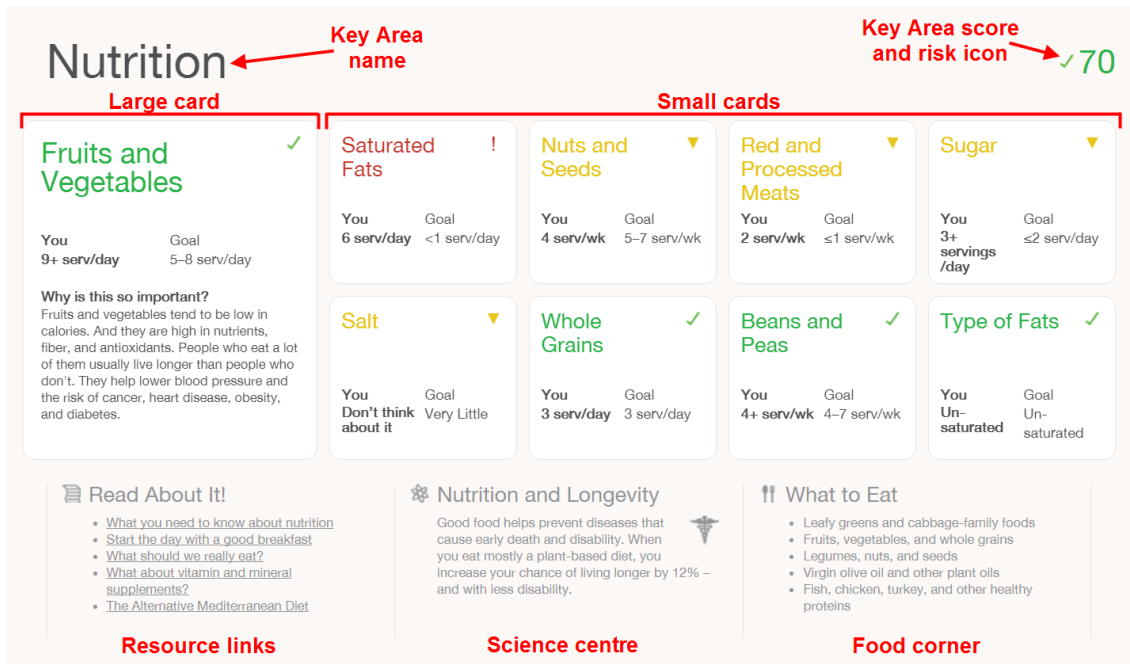 Key Area
name
Key Area score
and risk icon
Nutrition
70
Large card
Small cards
Fruits and
Vegetables
You
Goal
9+ serv/day
5–8 serv/day
Why is this so important?
Fruits and vegetables tend to be low in
calories. And they are high in nutrients,
fiber, and antioxidants. People who eat a lot
of them usually live longer than people who
don't. They help lower blood pressure and
the risk of cancer, heart disease, obesity,
and diabetes.
Saturated
Fats
!
You
Goal
6 serv/day
<1 serv/day
Nuts and
Seeds
You
Goal
4 serv/wk
5–7 serv/wk
Red and
Processed
Meats
You
Goal
2 serv/wk
≤1 serv/wk
Sugar
You
Goal
3+
servings
/day
≤2 serv/day
Salt
You
Goal
Don't think
about it
Very Little
Whole
Grains
You
Goal
3 serv/day
3 serv/day
Beans and
Peas
You
Goal
4+ serv/wk
4–7 serv/wk
Type of Fats
You
Goal
Un-
saturated
Un-
saturated
Read About It!
• What you need to know about nutrition
• Start the day with a good breakfast
• What should we really eat?
• What about vitamin and mineral
supplements?
• The Alternative Mediterranean Diet
Nutrition and Longevity
Good food helps prevent diseases that
cause early death and disability. When
you eat mostly a plant-based diet, you
increase your chance of living longer by 12% –
and with less disability.
What to Eat
• Leafy greens and cabbage-family foods
• Fruits, vegetables, and whole grains
• Legumes, nuts, and seeds
• Virgin olive oil and other plant oils
• Fish, chicken, turkey, and other healthy
proteins
Resource links
Science centre
Food corner